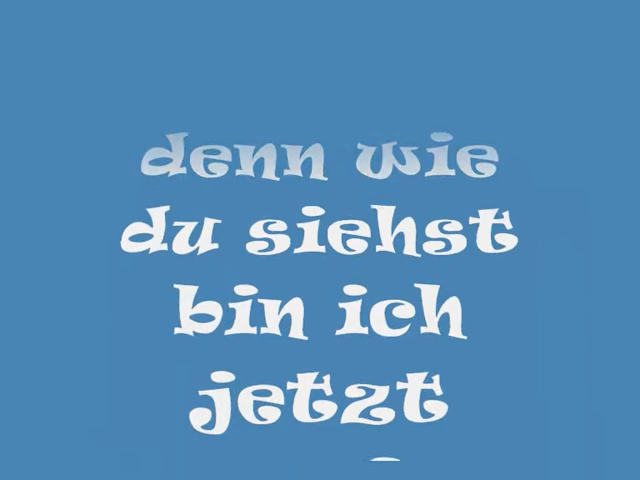 denn wie
du siehst
bin ich
jetzt